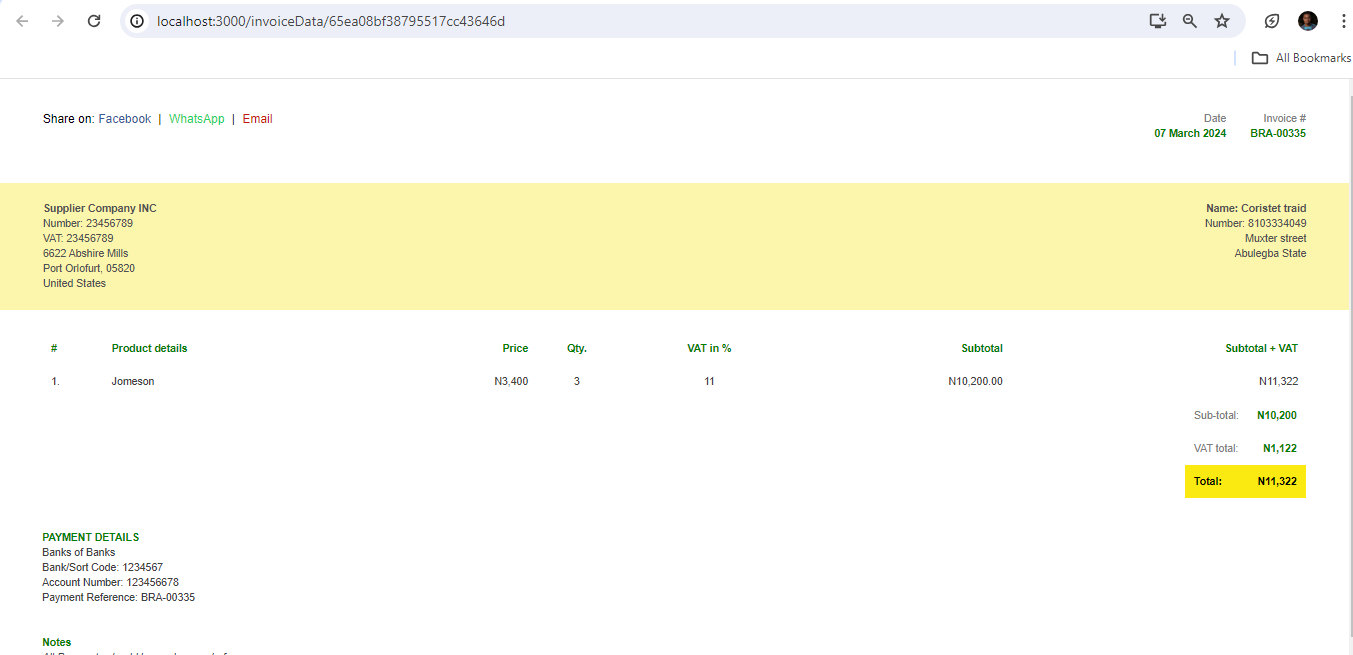 localhost:3000/invoiceData/65ea08bf38795517cc43646d
All Bookmarks
Share on: Facebook | WhatsApp | Email
Date Invoice #
07 March 2024 BRA-00335
Supplier Company INC
Number: 23456789
VAT: 23456789
6622 Abshire Mills
Port Orlofurt, 05820
United States
Name: Coristet traid
Number: 8103334049
Muxter street
Abulegba State
# Product details Price Qty. VAT in % Subtotal Subtotal + VAT
1. Jomeson N3,400 3 11 N10,200.00 N11,322
Sub-total: N10,200
VAT total: N1,122
Total: N11,322
PAYMENT DETAILS
Banks of Banks
Bank/Sort Code: 1234567
Account Number: 123456678
Payment Reference: BRA-00335
Notes